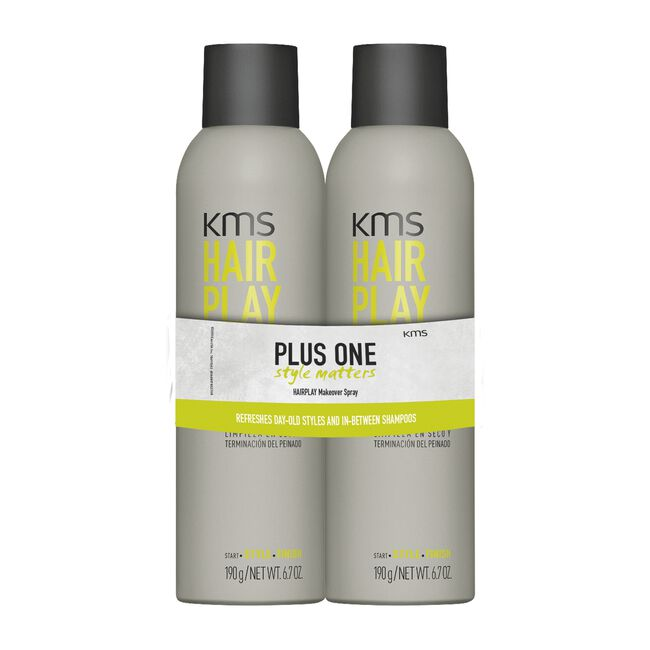 KMS
HAIR
PLAY
KMS
HAIR
PLAY
KMS
PLUS ONE
style matters
HAIRPLAY Makeover Spray
REFRESHES DAY-OLD STYLES AND IN-BETWEEN SHAMPOOS
TERMINACIÓN DEL PEINADO
TERMINACIÓN DEL PEINADO
START • STYLE • FINISH
190 g/NET WT. 6.7 OZ.
START • STYLE • FINISH
190 g/NET WT. 6.7 OZ.